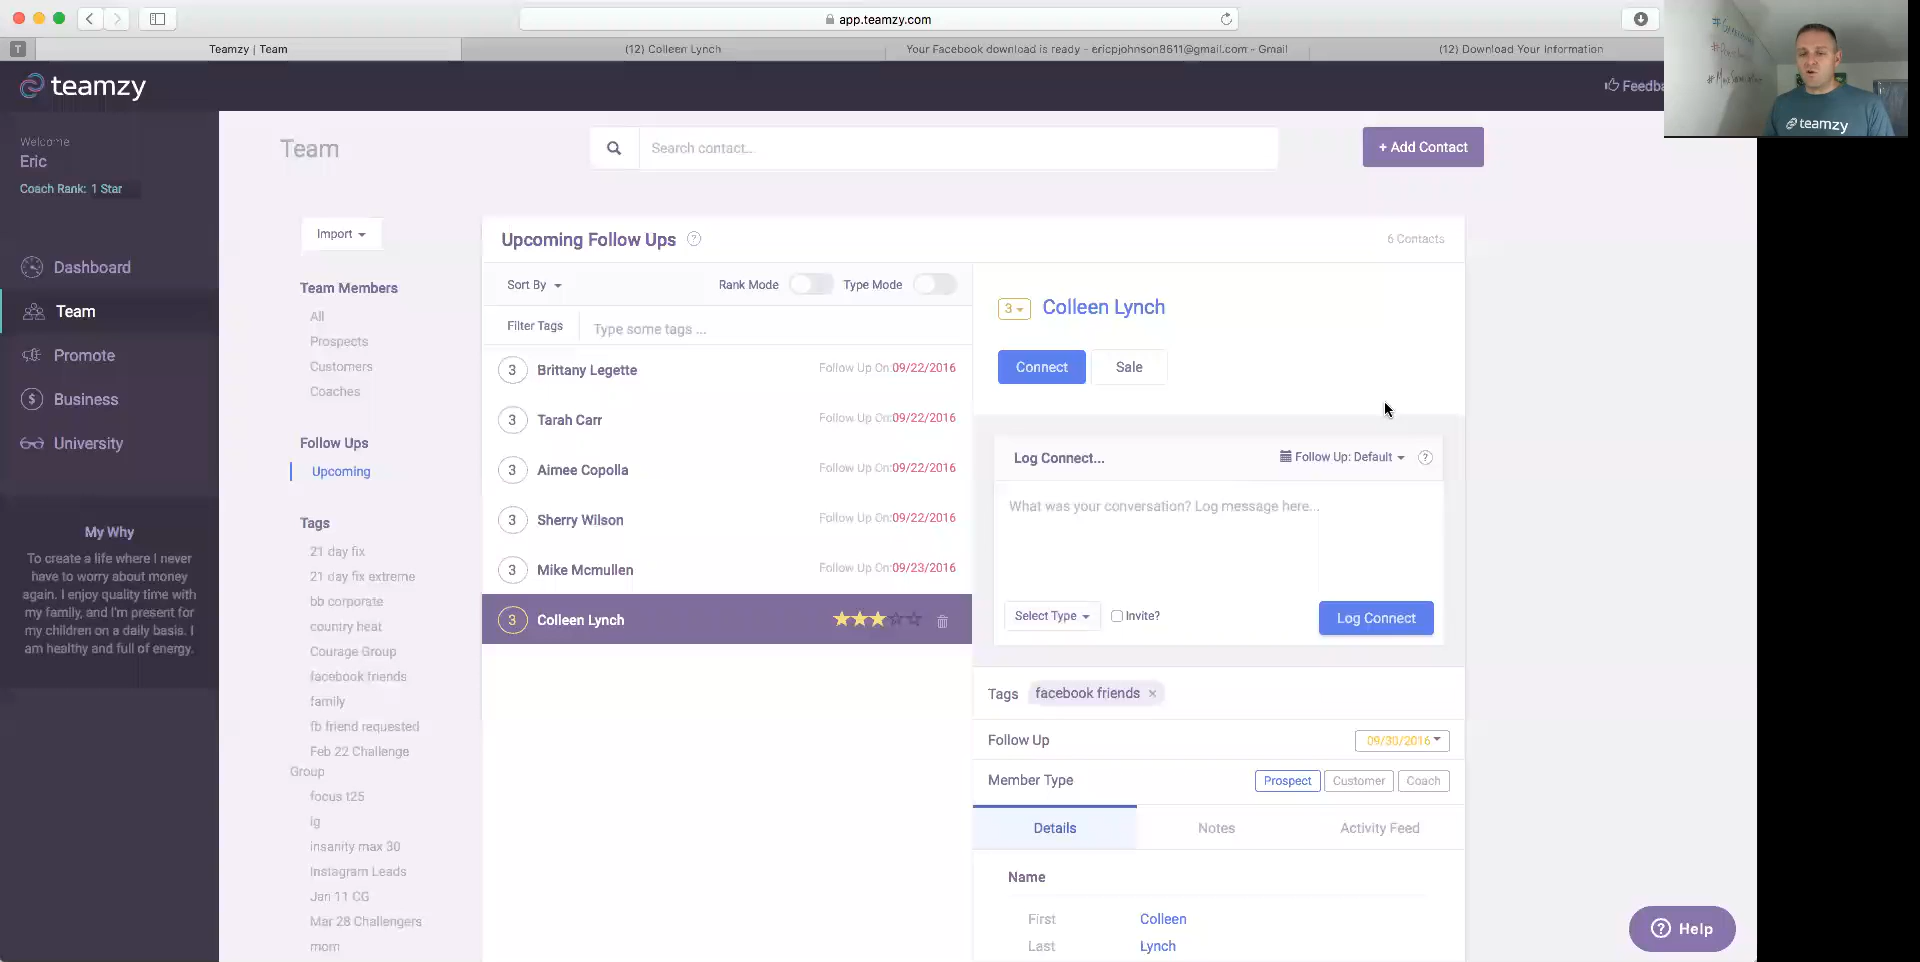 app.teamzy.com
T
Teamzy | Team
(12) Colleen Lynch
Your Facebook download is ready - ericpjohnson8611@gmail.com - Gmail
(12) Download Your Information
teamzy
Feedba
teamzy
Welcome
Eric
Coach Rank: 1 Star
Dashboard
Team
Promote
Business
University
My Why
To create a life where I never
have to worry about money
again. I enjoy quality time with
my family, and I'm present for
my children on a daily basis. I
am healthy and full of energy.
Team
Search contact...
+ Add Contact
Import
Team Members
All
Prospects
Customers
Coaches
Follow Ups
Upcoming
Tags
21 day fix
21 day fix extreme
bb corporate
country heat
Courage Group
facebook friends
family
fb friend requested
Feb 22 Challenge
Group
focus t25
ig
insanity max 30
Instagram Leads
Jan 11 CG
Mar 28 Challengers
mom
Upcoming Follow Ups ?
6 Contacts
Sort By
Rank Mode
Type Mode
Filter Tags
Type some tags ...
3 Brittany Legette Follow Up On:09/22/2016
3 Tarah Carr Follow Up On:09/22/2016
3 Aimee Copolla Follow Up On:09/22/2016
3 Sherry Wilson Follow Up On:09/22/2016
3 Mike Mcmullen Follow Up On:09/23/2016
3 Colleen Lynch
3 Colleen Lynch
Connect
Sale
Log Connect...
Follow Up: Default ?
What was your conversation? Log message here...
Select Type
Invite?
Log Connect
Tags facebook friends ×
Follow Up 09/30/2016
Member Type Prospect Customer Coach
Details Notes Activity Feed
Name
First Colleen
Last Lynch
? Help